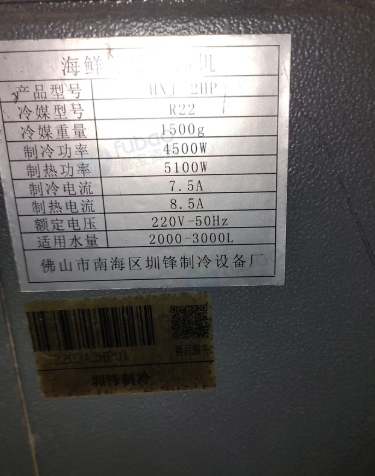 海鲜 机
产品型号 HXJ-2HP
冷媒型号 R22
冷媒重量 1500g
制冷功率 4500W
制热功率 5100W
制冷电流 7.5A
制热电流 8.5A
额定电压 220V-50Hz
适用水量 2000-3000L
佛山市南海区圳锋制冷设备厂